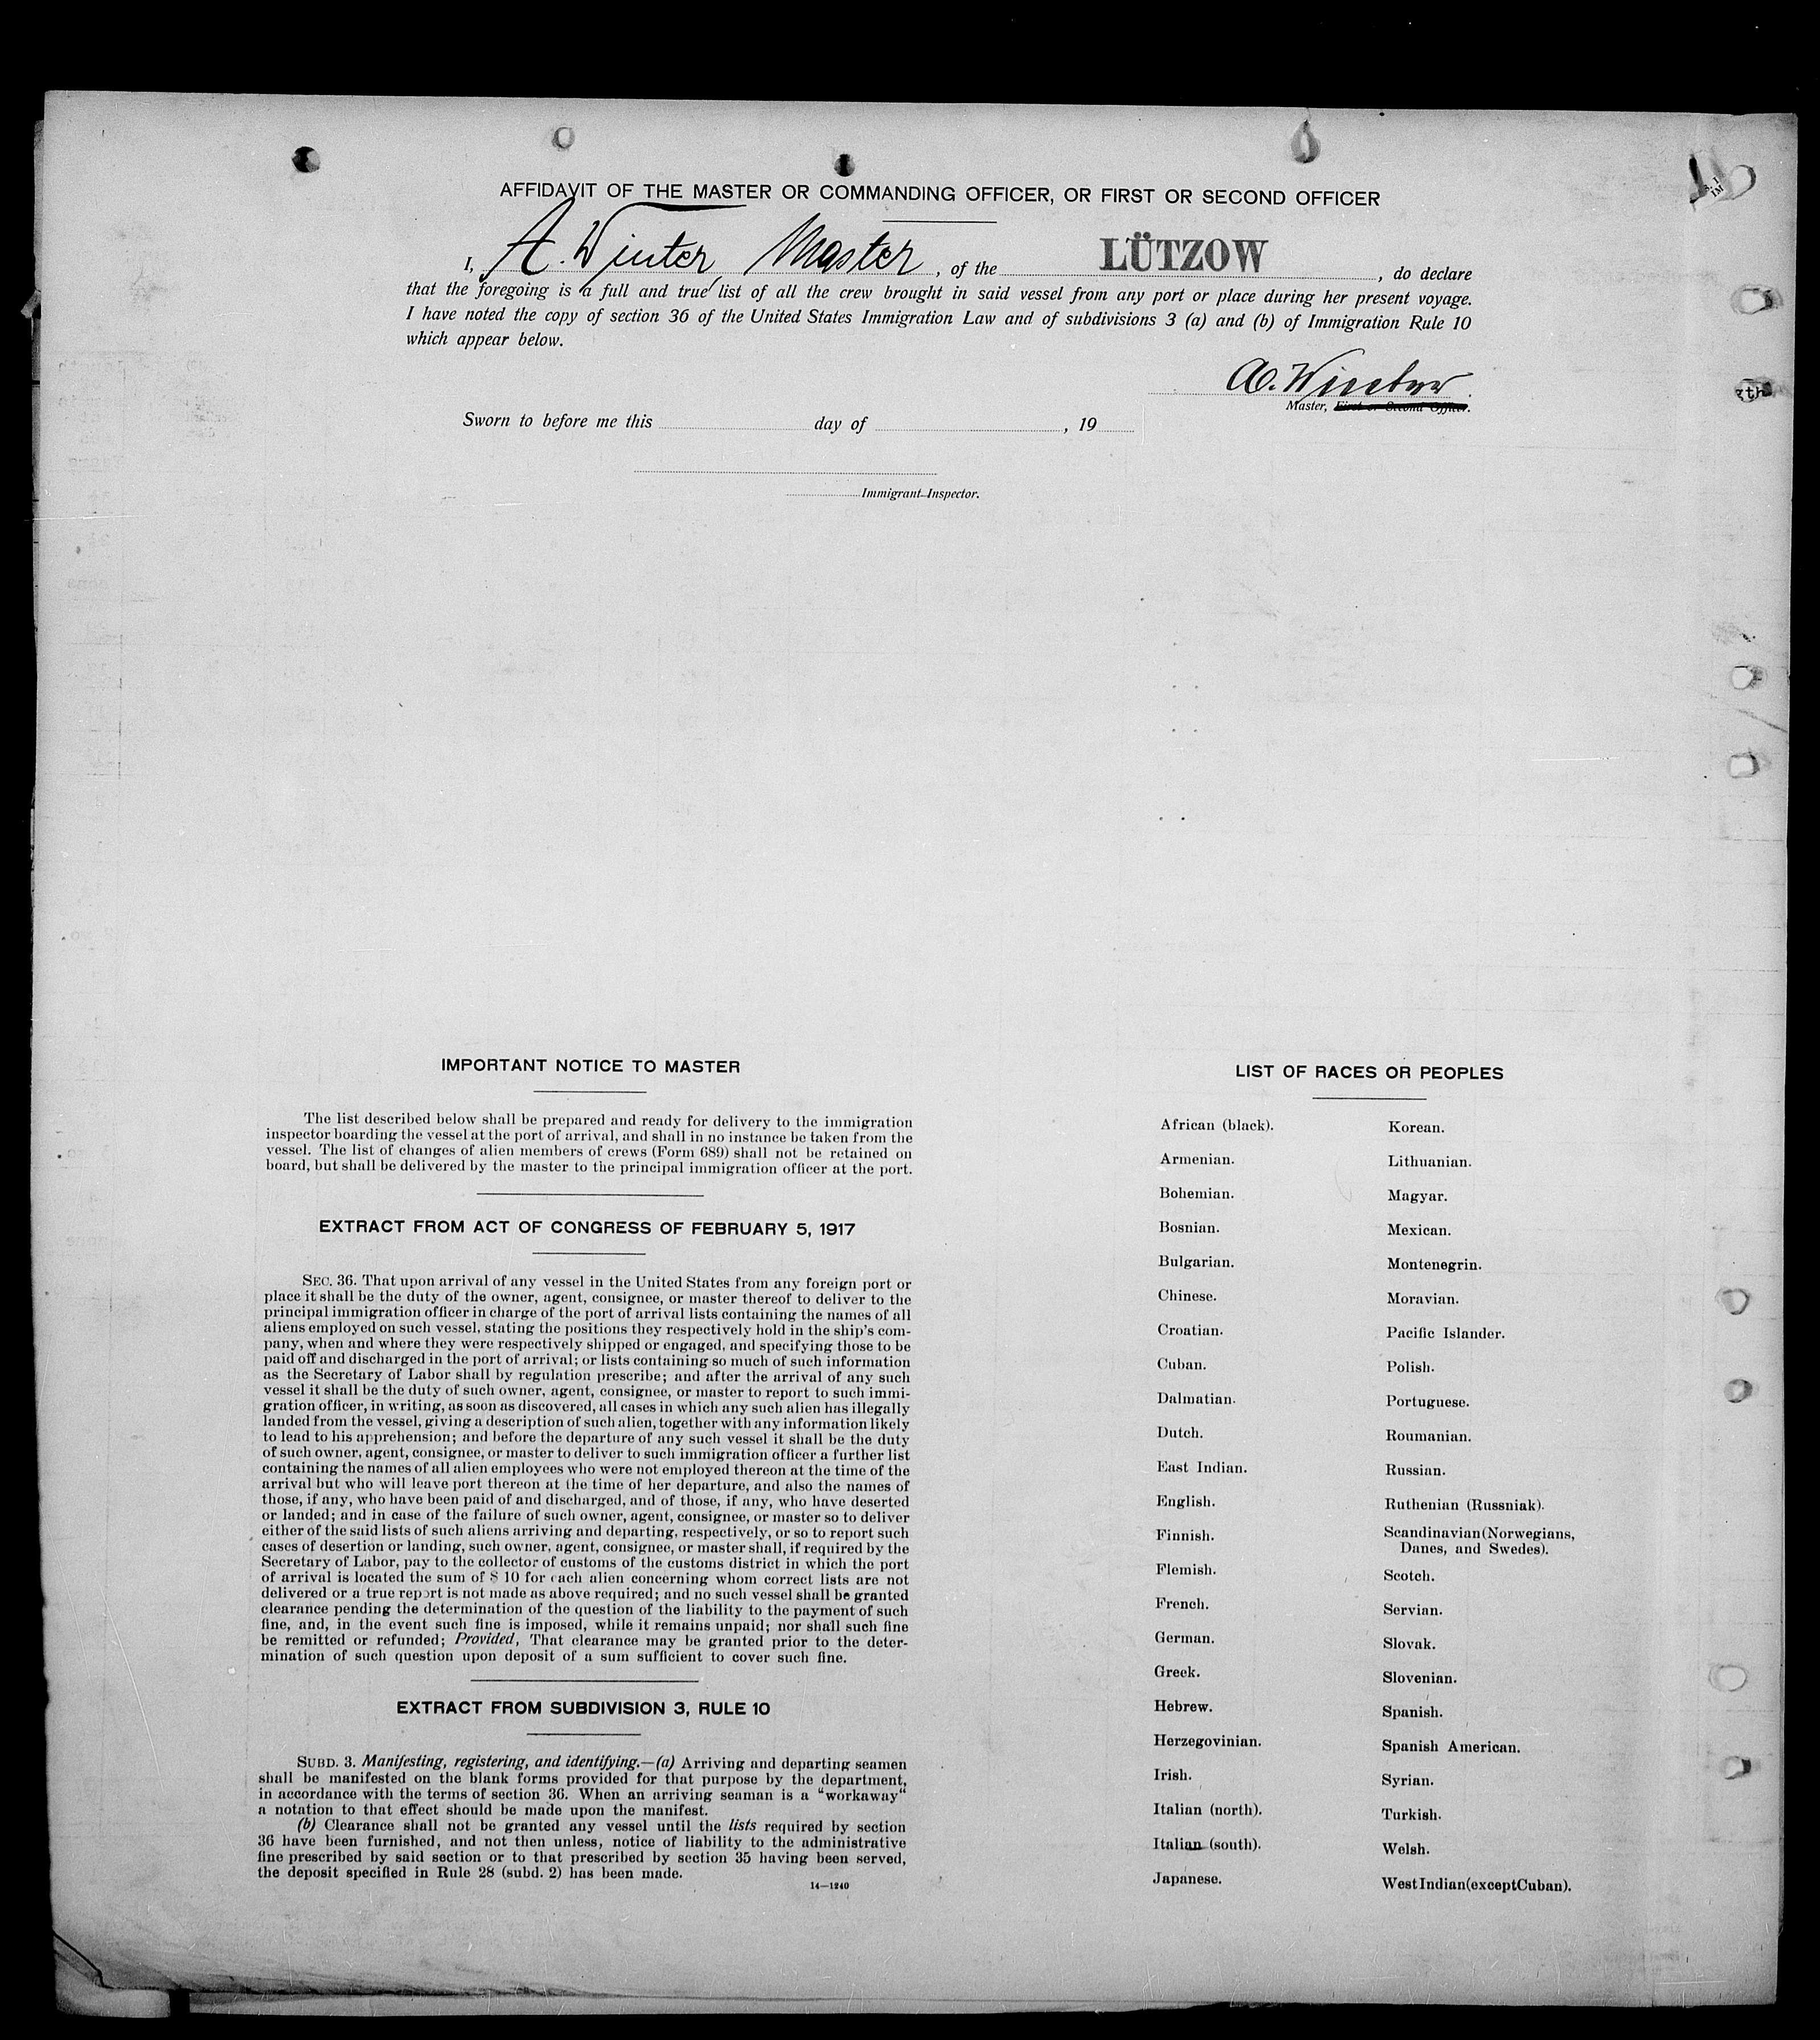 AFFIDAVIT OF THE MASTER OR COMMANDING OFFICER, OR FIRST OR SECOND OFFICER
I, A. Winter, Master, of the LÜTZOW, do declare
that the foregoing is a full and true list of all the crew brought in said vessel from any port or place during her present voyage.
I have noted the copy of section 36 of the United States Immigration Law and of subdivisions 3 (a) and (b) of Immigration Rule 10
which appear below.
A. Winter
Master, First or Second Officer.
Sworn to before me this day of , 19
Immigrant Inspector.
IMPORTANT NOTICE TO MASTER
The list described below shall be prepared and ready for delivery to the immigration
inspector boarding the vessel at the port of arrival, and shall in no instance be taken from the
vessel. The list of changes of alien members of crews (Form 689) shall not be retained on
board, but shall be delivered by the master to the principal immigration officer at the port.
EXTRACT FROM ACT OF CONGRESS OF FEBRUARY 5, 1917
SEC. 36. That upon arrival of any vessel in the United States from any foreign port or
place it shall be the duty of the owner, agent, consignee, or master thereof to deliver to the
principal immigration officer in charge of the port of arrival lists containing the names of all
aliens employed on such vessel, stating the positions they respectively hold in the ship's com-
pany, when and where they were respectively shipped or engaged, and specifying those to be
paid off and discharged in the port of arrival; or lists containing so much of such information
as the Secretary of Labor shall by regulation prescribe; and after the arrival of any such
vessel it shall be the duty of such owner, agent, consignee, or master to report to such immi-
gration officer, in writing, as soon as discovered, all cases in which any such alien has illegally
landed from the vessel, giving a description of such alien, together with any information likely
to lead to his apprehension; and before the departure of any such vessel it shall be the duty
of such owner, agent, consignee, or master to deliver to such immigration officer a further list
containing the names of all alien employees who were not employed thereon at the time of the
arrival but who will leave port thereon at the time of her departure, and also the names of
those, if any, who have been paid of and discharged, and of those, if any, who have deserted
or landed; and in case of the failure of such owner, agent, consignee, or master so to deliver
either of the said lists of such aliens arriving and departing, respectively, or so to report such
cases of desertion or landing, such owner, agent, consignee, or master shall, if required by the
Secretary of Labor, pay to the collector of customs of the customs district in which the port
of arrival is located the sum of $ 10 for each alien concerning whom correct lists are not
delivered or a true report is not made as above required; and no such vessel shall be granted
clearance pending the determination of the question of the liability to the payment of such
fine, and, in the event such fine is imposed, while it remains unpaid; nor shall such fine
be remitted or refunded; Provided, That clearance may be granted prior to the deter-
mination of such question upon deposit of a sum sufficient to cover such fine.
EXTRACT FROM SUBDIVISION 3, RULE 10
SUBD. 3. Manifesting, registering, and identifying.—(a) Arriving and departing seamen
shall be manifested on the blank forms provided for that purpose by the department,
in accordance with the terms of section 36. When an arriving seaman is a “workaway“
a notation to that effect should be made upon the manifest.
(b) Clearance shall not be granted any vessel until the lists required by section
36 have been furnished, and not then unless, notice of liability to the administrative
fine prescribed by said section or to that prescribed by section 35 having been served,
the deposit specified in Rule 28 (subd. 2) has been made.
14—1240
LIST OF RACES OR PEOPLES
African (black).
Armenian.
Bohemian.
Bosnian.
Bulgarian.
Chinese.
Croatian.
Cuban.
Dalmatian.
Dutch.
East Indian.
English.
Finnish.
Flemish.
French.
German.
Greek.
Hebrew.
Herzegovinian.
Irish.
Italian (north).
Italian (south).
Japanese.
Korean.
Lithuanian.
Magyar.
Mexican.
Montenegrin.
Moravian.
Pacific Islander.
Polish.
Portuguese.
Roumanian.
Russian.
Ruthenian (Russniak).
Scandinavian (Norwegians,
Danes, and Swedes).
Scotch.
Servian.
Slovak.
Slovenian.
Spanish.
Spanish American.
Syrian.
Turkish.
Welsh.
West Indian (except Cuban).